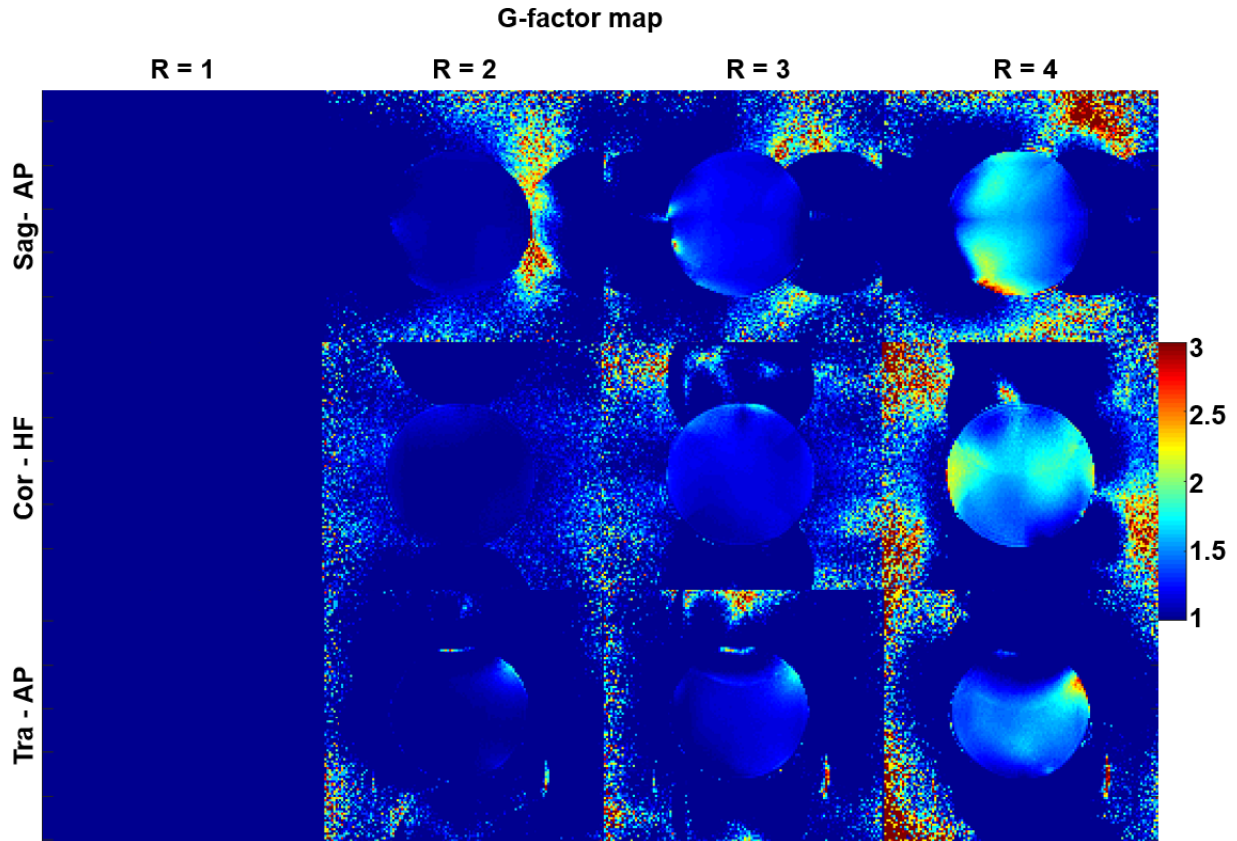 G-factor map
R = 1 R = 2 R = 3 R = 4
Sag- AP
Cor - HF
Tra - AP
3
2.5
2
1.5
1